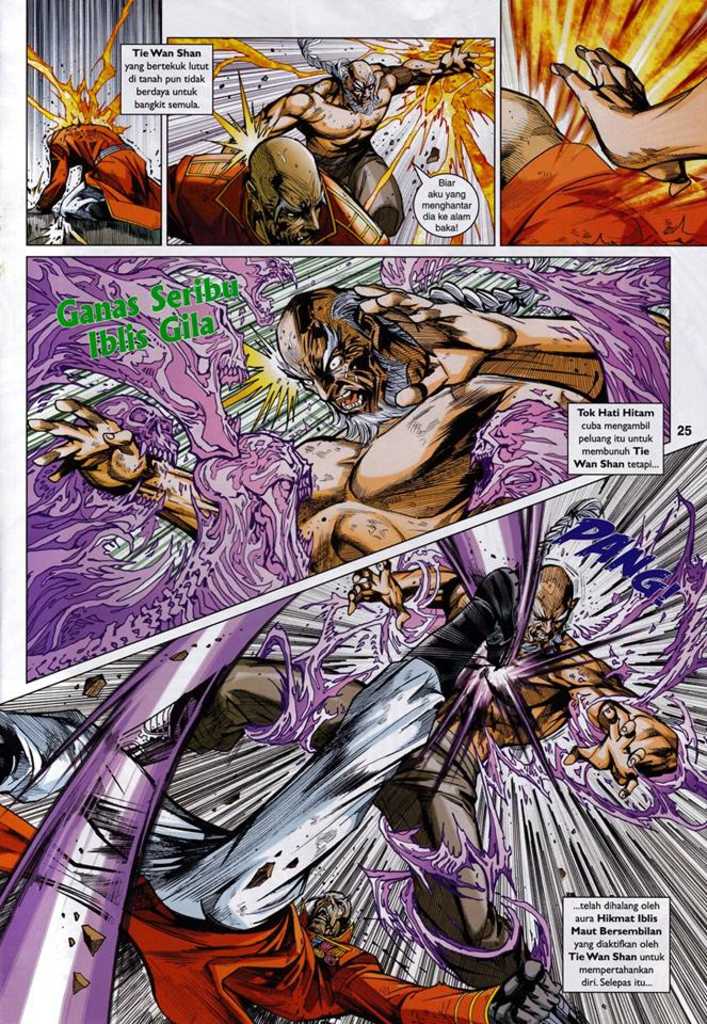 Tie Wan Shan
yang bertekuk lutut
di tanah pun tidak
berdaya untuk
bangkit semula.
Biar
aku yang
menghantar
dia ke alam
baka!
Ganas Seribu
Iblis Gila
Tok Hati Hitam
cuba mengambil
peluang itu untuk
membunuh Tie
Wan Shan tetapi...
25
PANG!
...telah dihalang oleh
aura Hikmat Iblis
Maut Bersembilan
yang diaktifkan oleh
Tie Wan Shan untuk
mempertahankan
diri. Selepas itu...